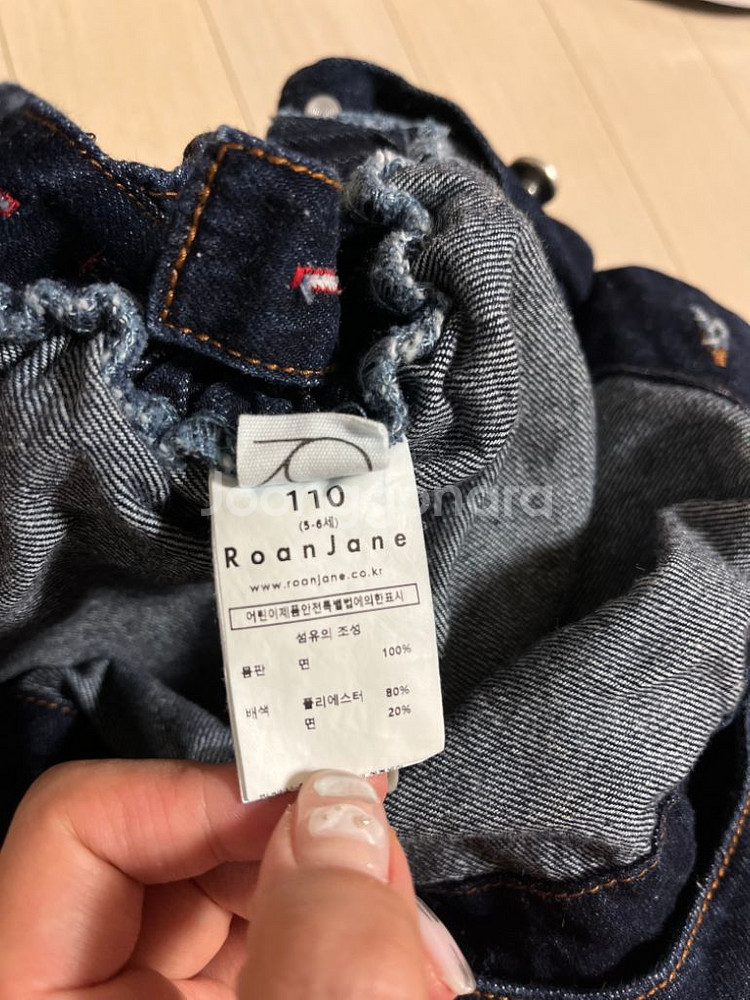 110
(5-6세)
RoanJane
www.roanjane.co.kr
어린이제품안전특별법에의한표시
섬유의 조성
몸판 면 100%
배색 폴리에스터 80%
면 20%
Joonggonara